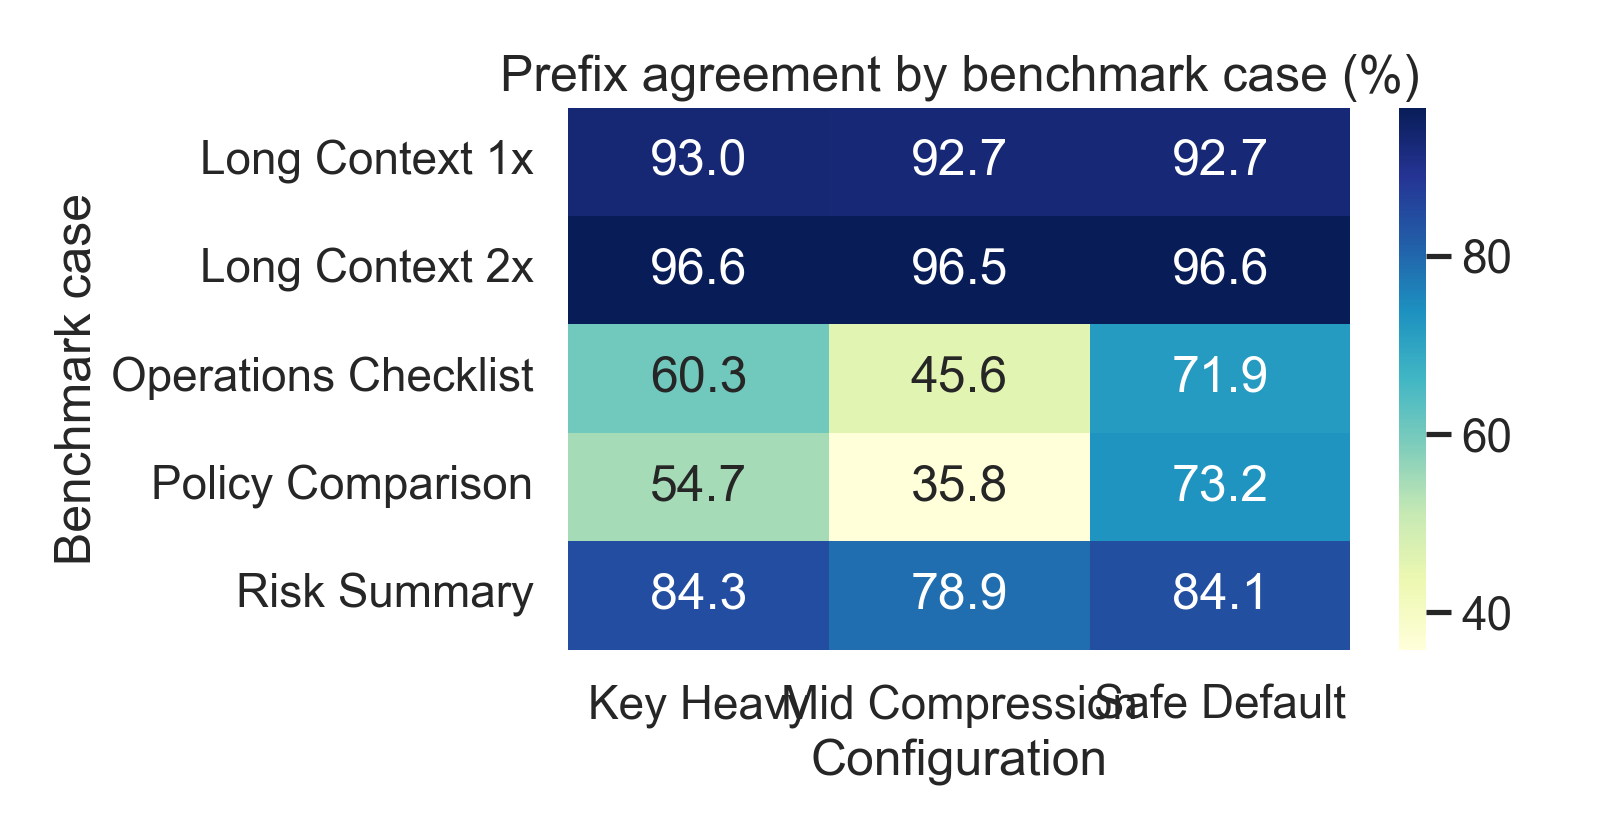 Prefix agreement by benchmark case (%)
Benchmark case
Long Context 1x 93.0 92.7 92.7
Long Context 2x 96.6 96.5 96.6
Operations Checklist 60.3 45.6 71.9
Policy Comparison 54.7 35.8 73.2
Risk Summary 84.3 78.9 84.1
Key Heavy Mid Compression Safe Default
Configuration
80
60
40